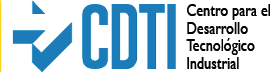 CDTI
Centro para el
Desarrollo
Tecnológico
Industrial